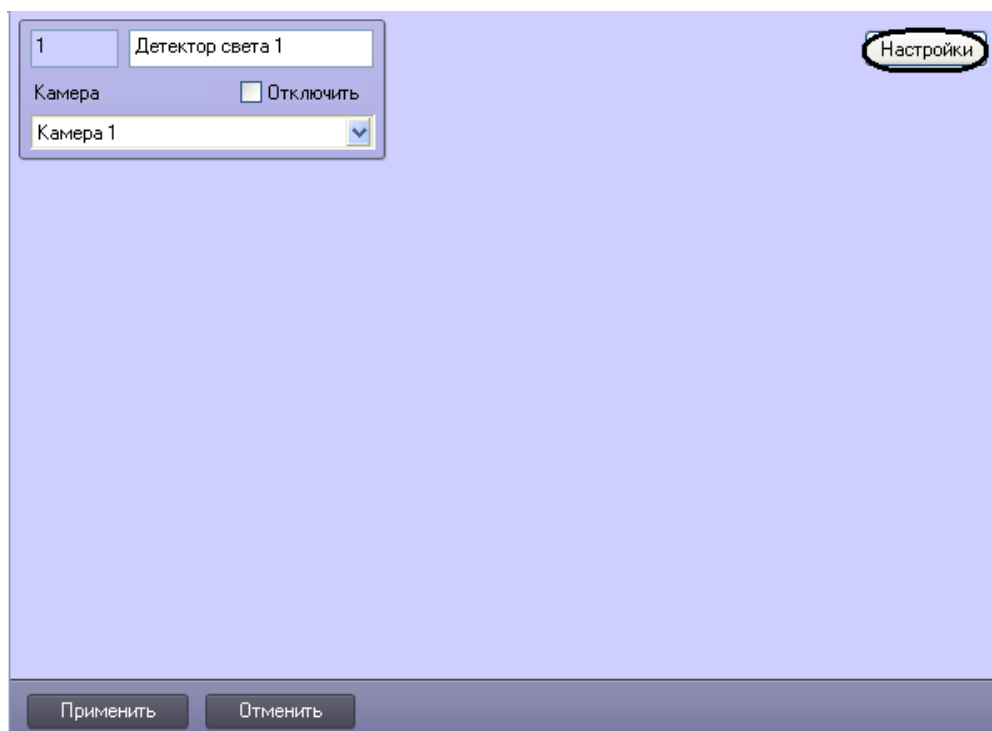 1 Детектор света 1
Настройки
Камера Отключить
Камера 1
Применить Отменить